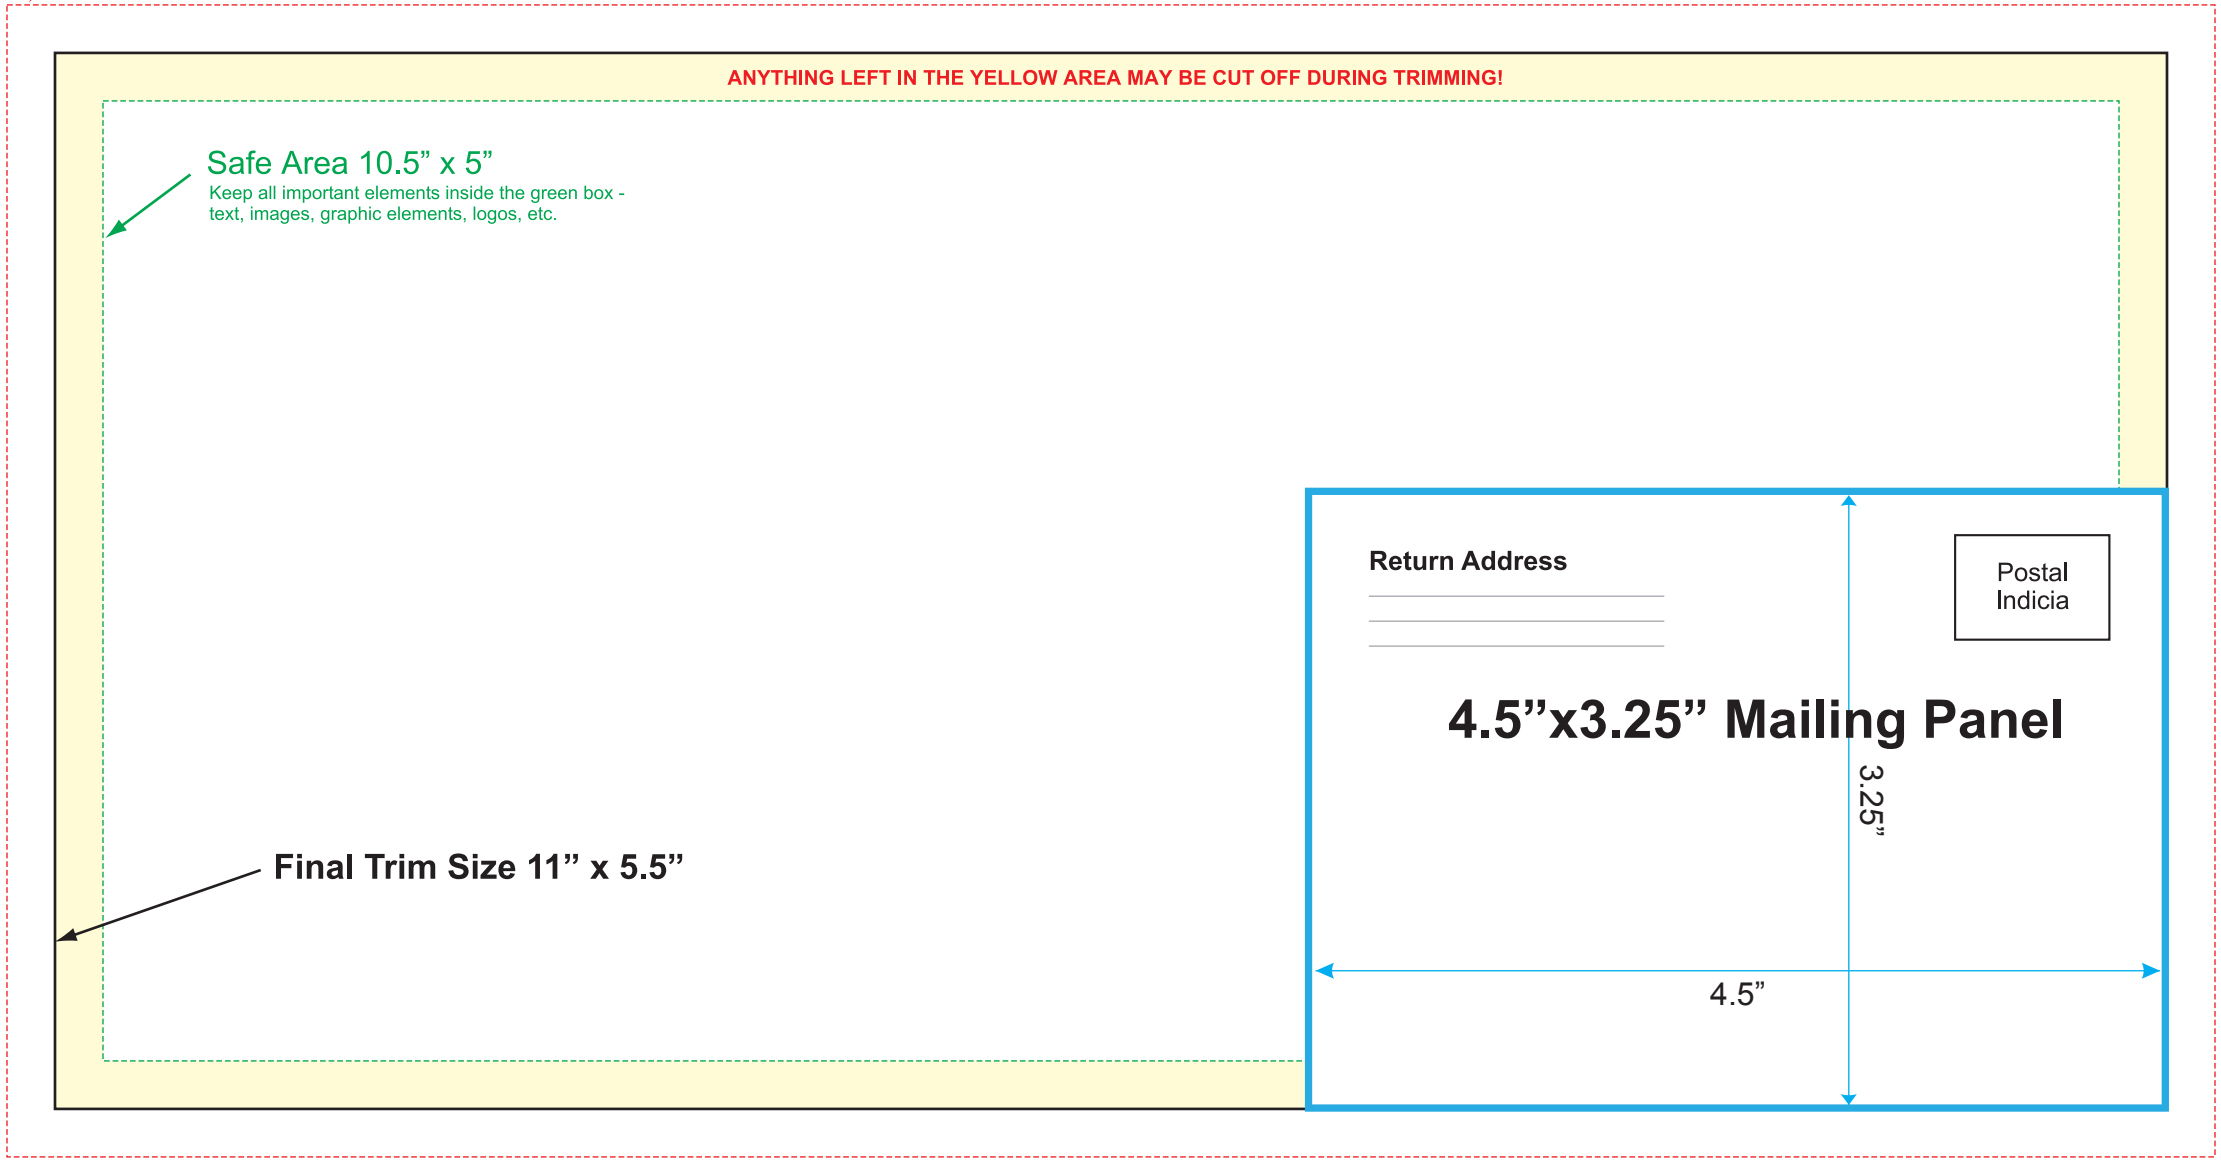 ANYTHING LEFT IN THE YELLOW AREA MAY BE CUT OFF DURING TRIMMING!
Safe Area 10.5” x 5”
Keep all important elements inside the green box -
text, images, graphic elements, logos, etc.
Return Address
Postal
Indicia
4.5”x3.25” Mailing Panel
3.25”
Final Trim Size 11” x 5.5”
4.5”